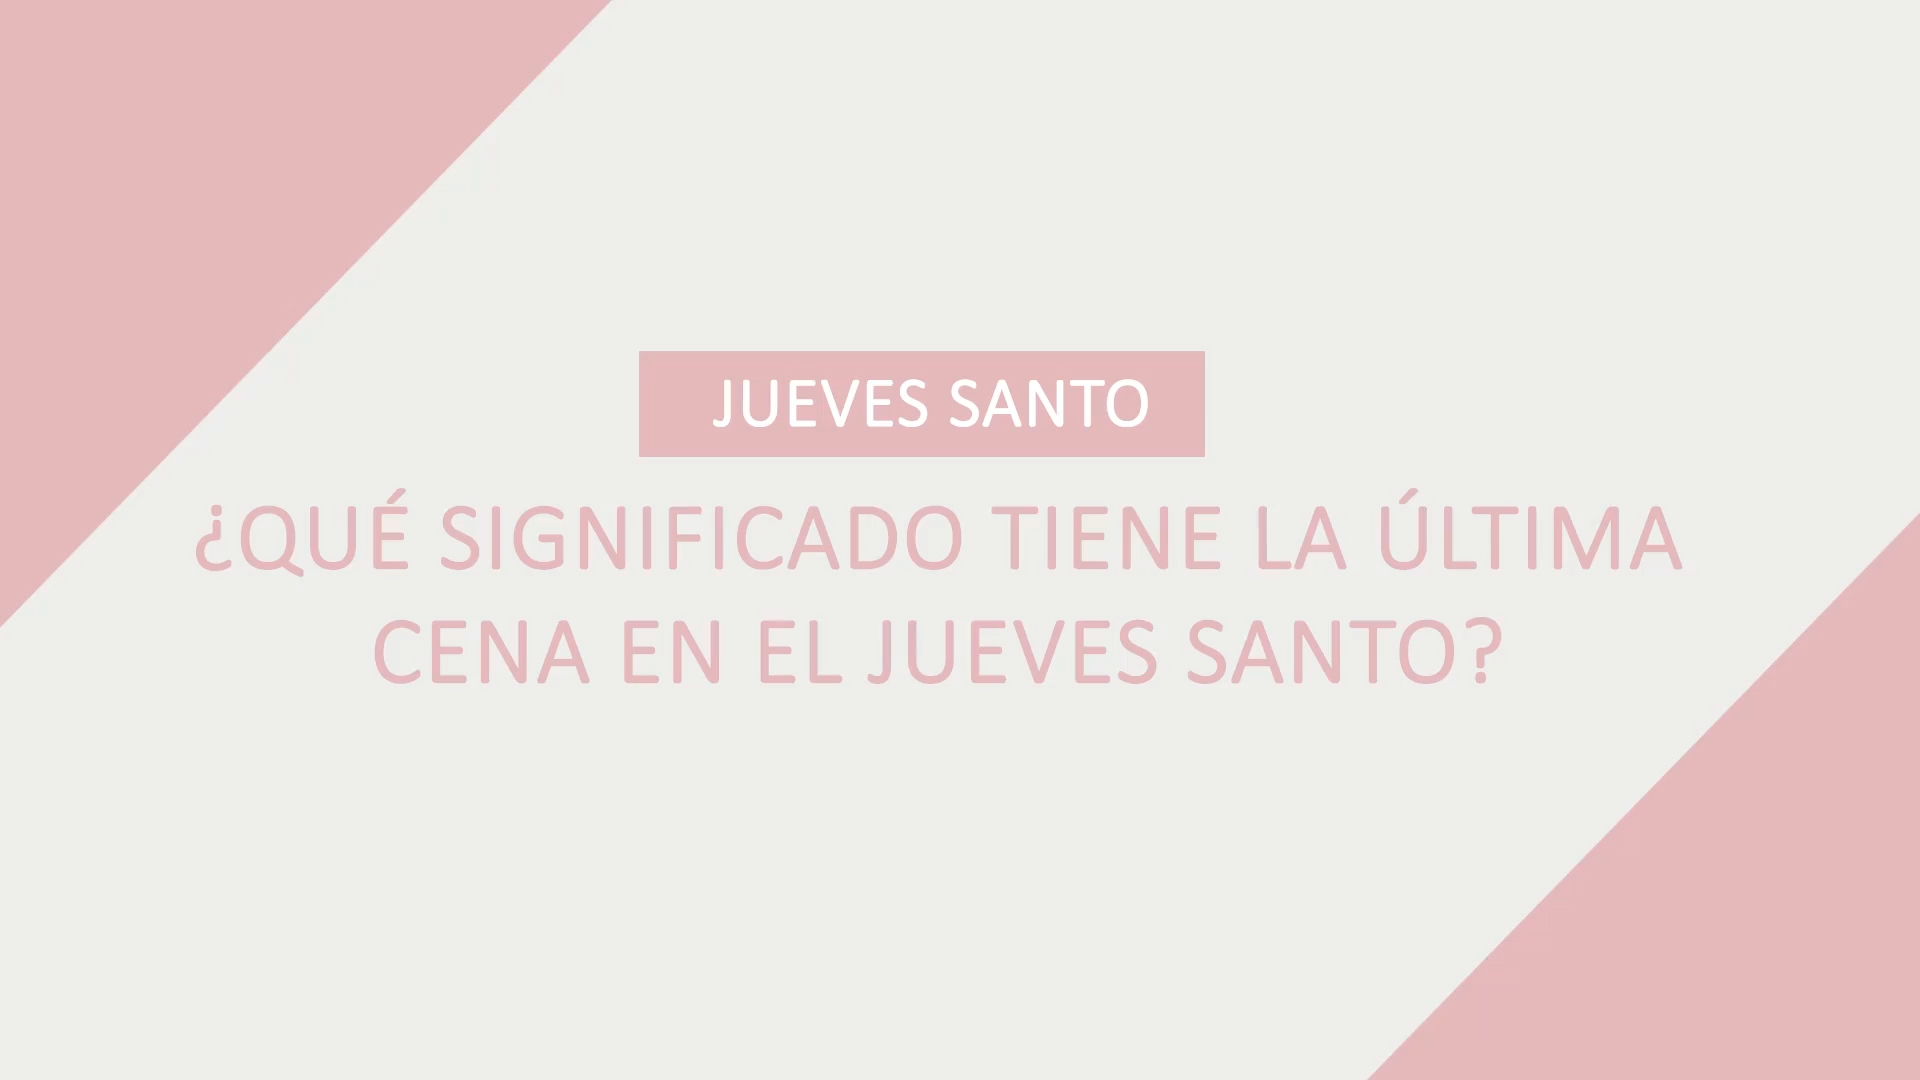 JUEVES SANTO
¿QUÉ SIGNIFICADO TIENE LA ÚLTIMA
CENA EN EL JUEVES SANTO?